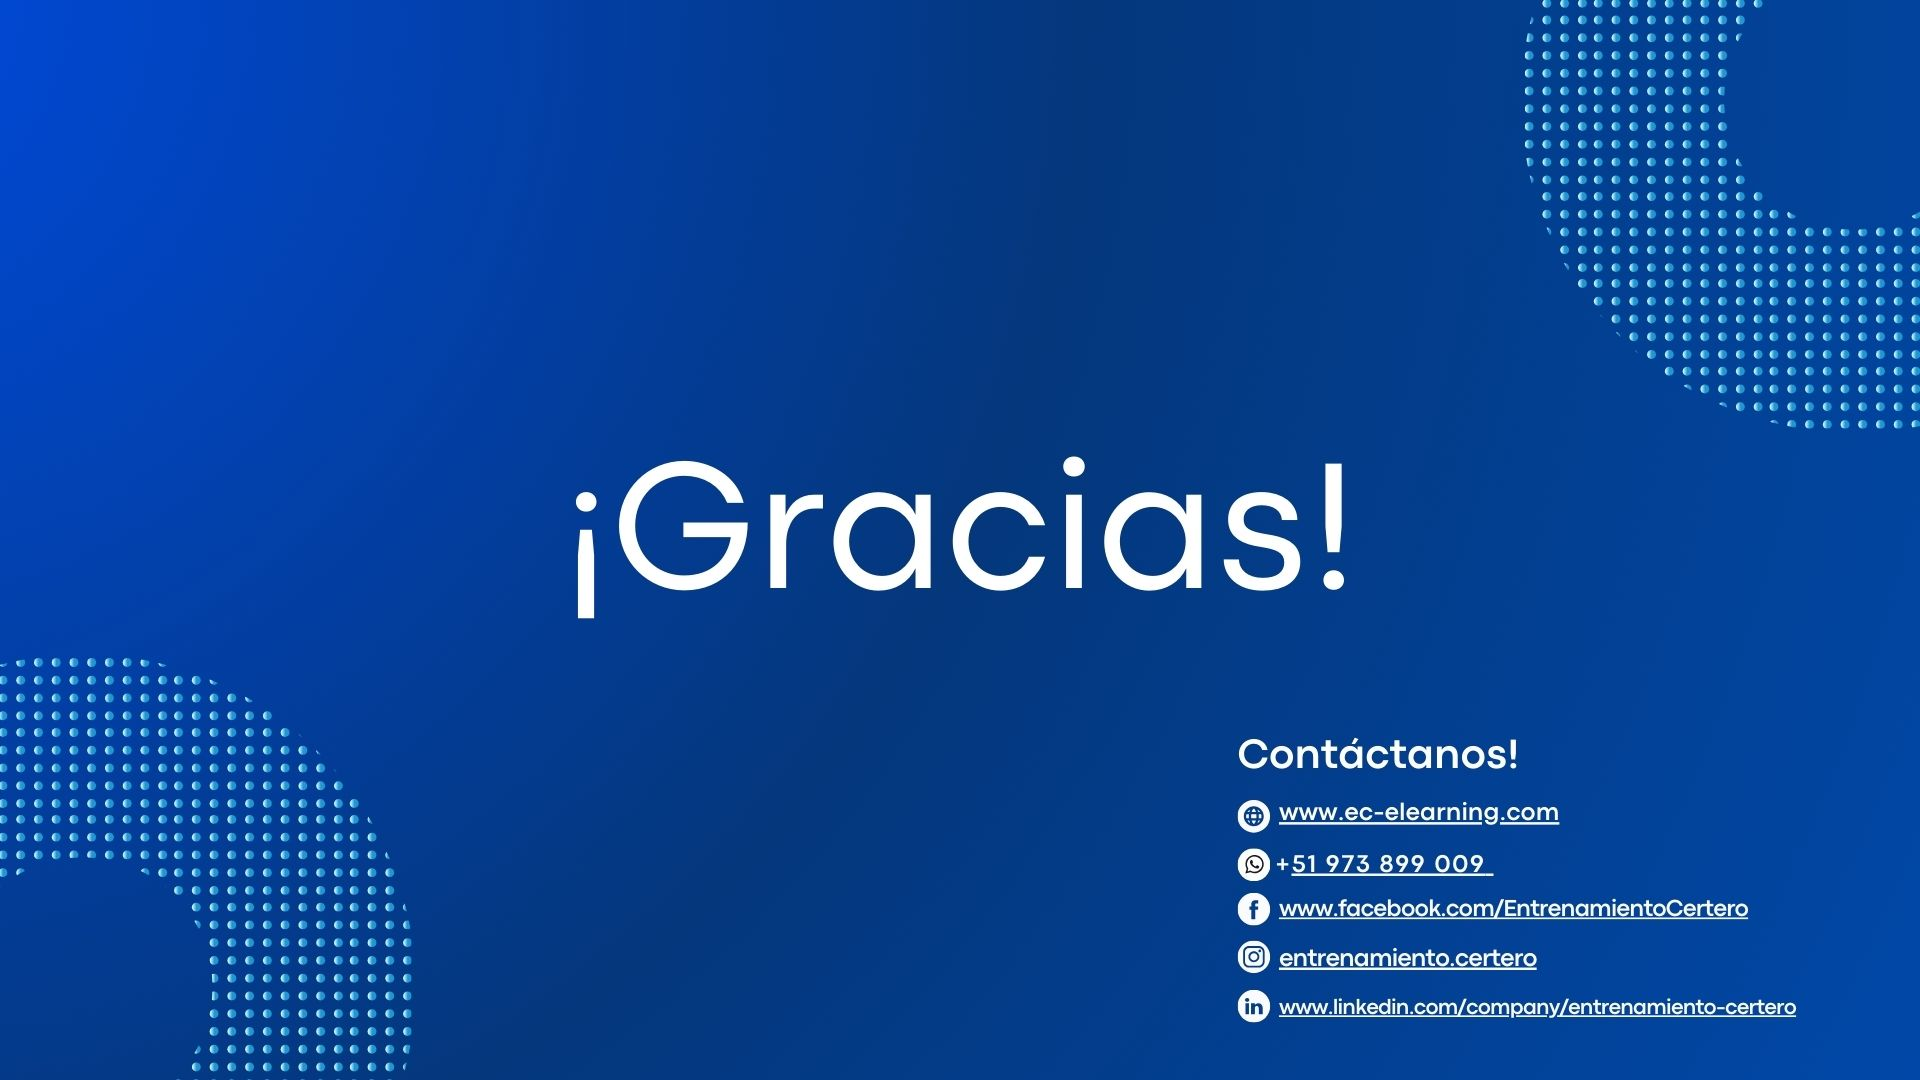 ¡Gracias!
Contáctanos!
www.ec-elearning.com
+51 973 899 009
www.facebook.com/EntrenamientoCertero
entrenamiento.certero
www.linkedin.com/company/entrenamiento-certero